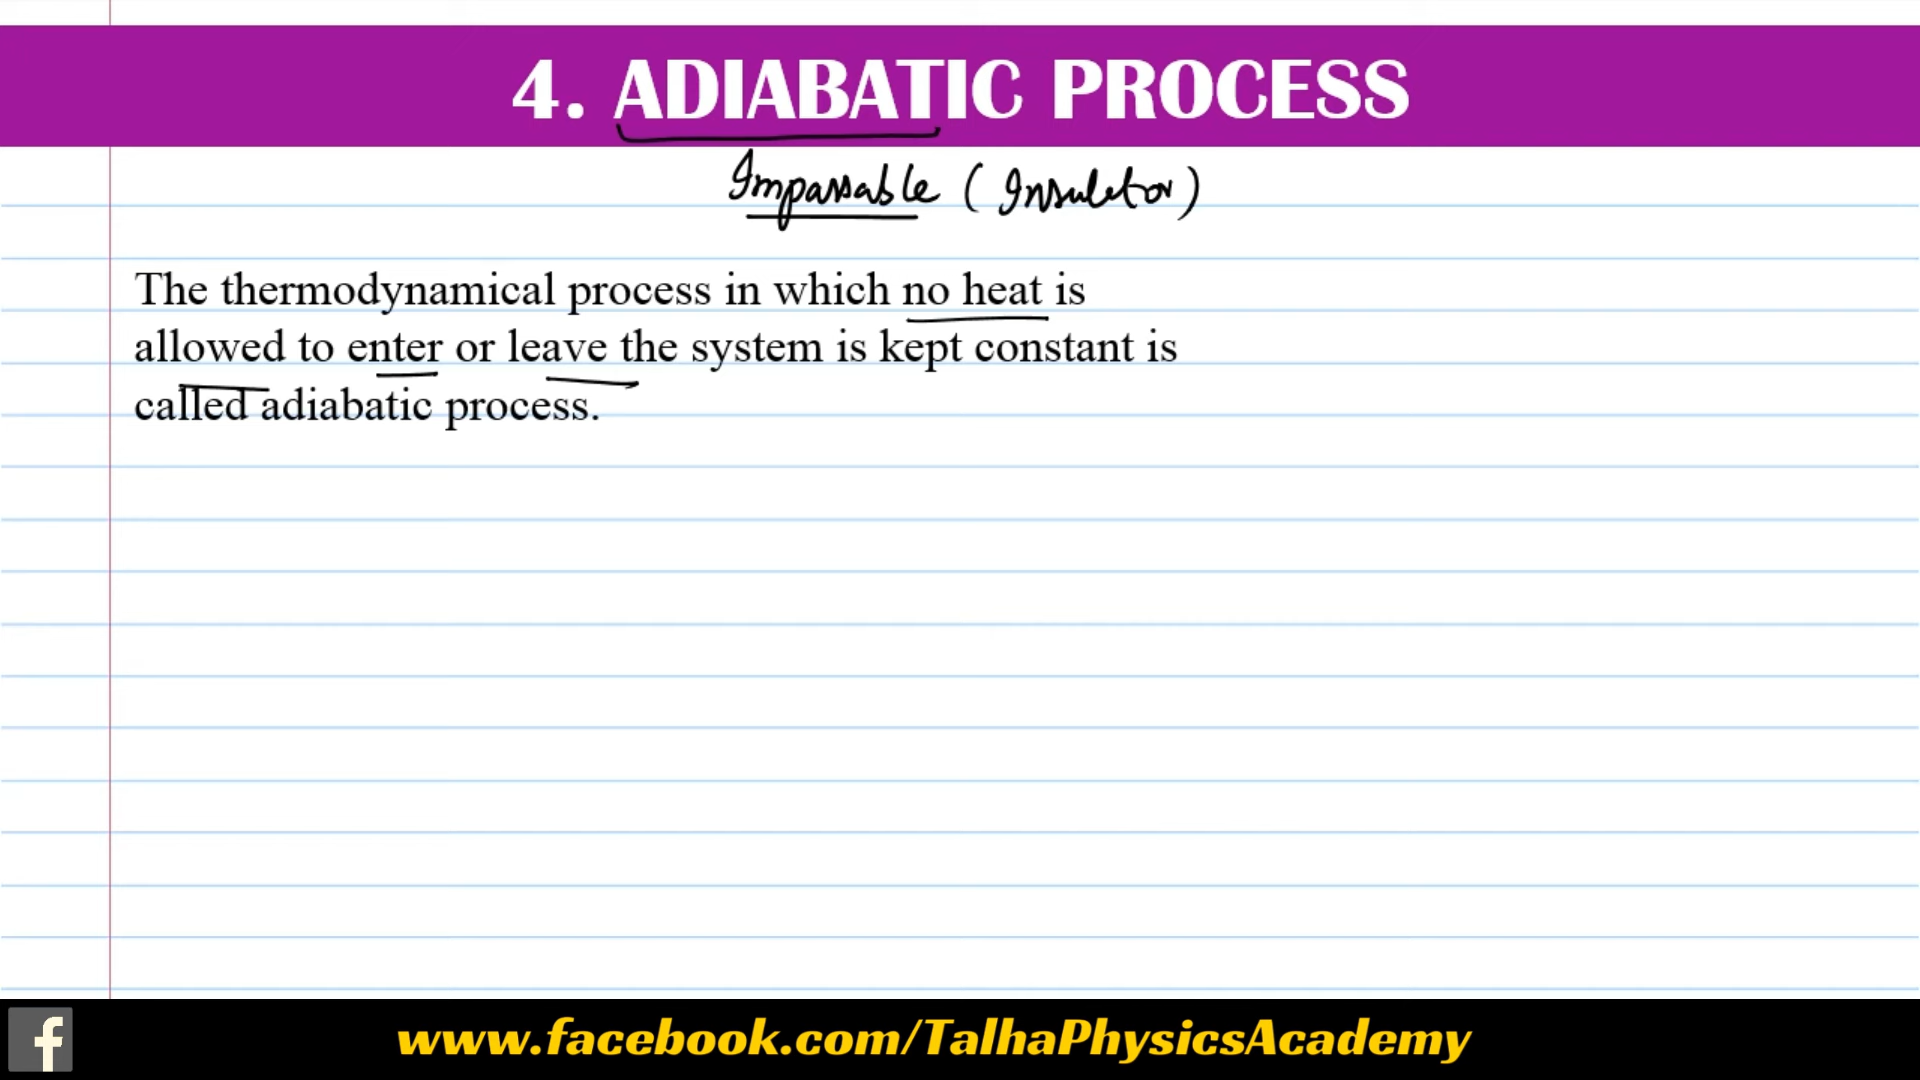 4. ADIABATIC PROCESS
Impassable (Insulator)
The thermodynamical process in which no heat is
allowed to enter or leave the system is kept constant is
called adiabatic process.
f
www.facebook.com/TalhaPhysicsAcademy